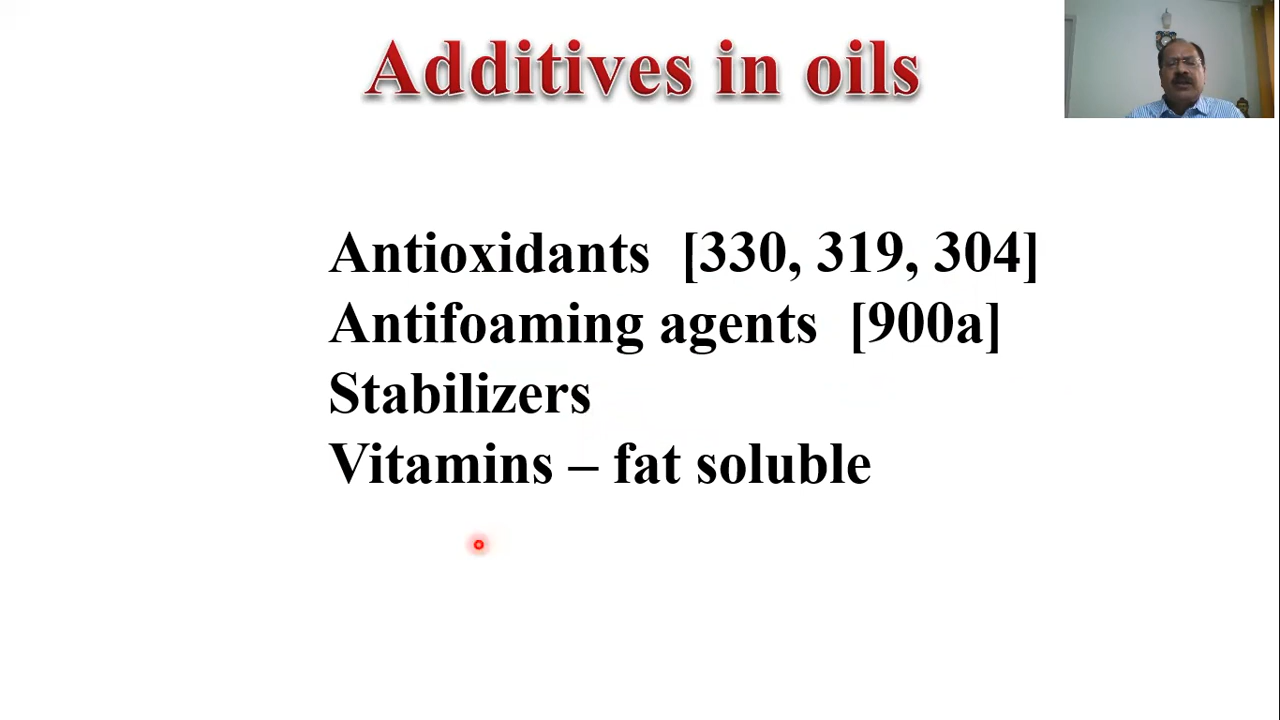 Additives in oils
Antioxidants [330, 319, 304]
Antifoaming agents [900a]
Stabilizers
Vitamins – fat soluble